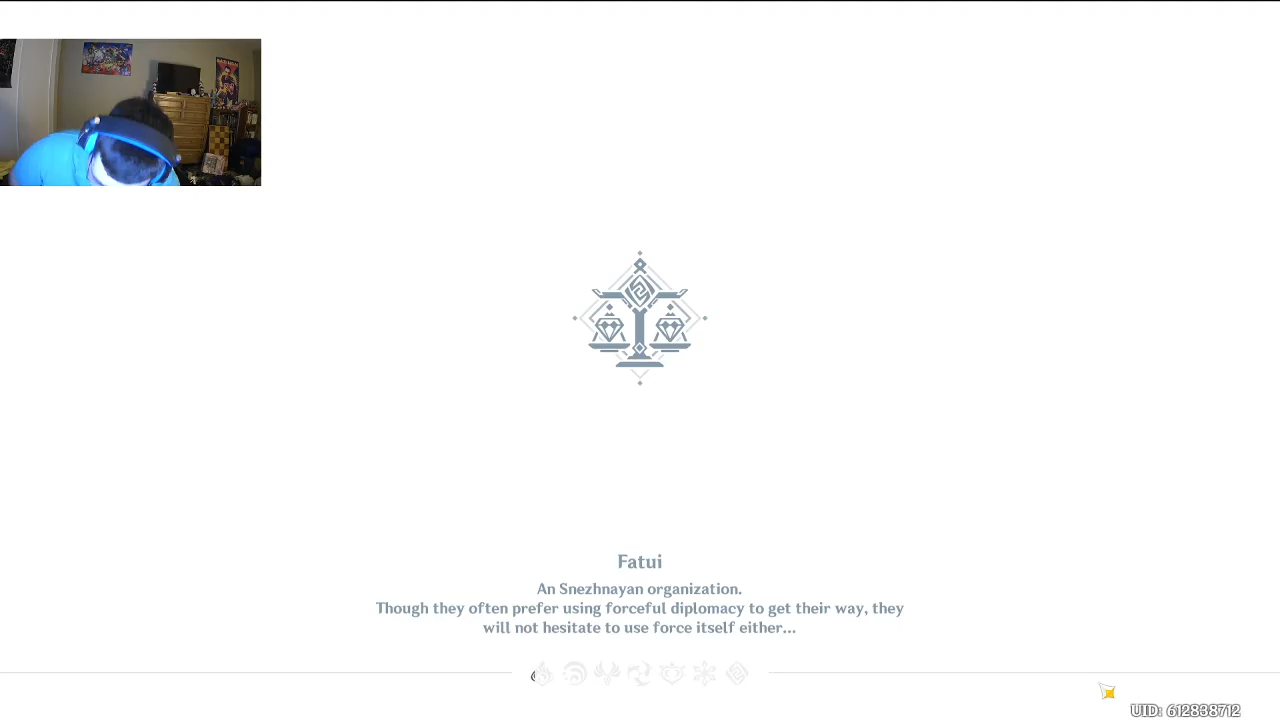 Fatui
An Snezhnayan organization.
Though they often prefer using forceful diplomacy to get their way, they
will not hesitate to use force itself either...
UID: 612838712